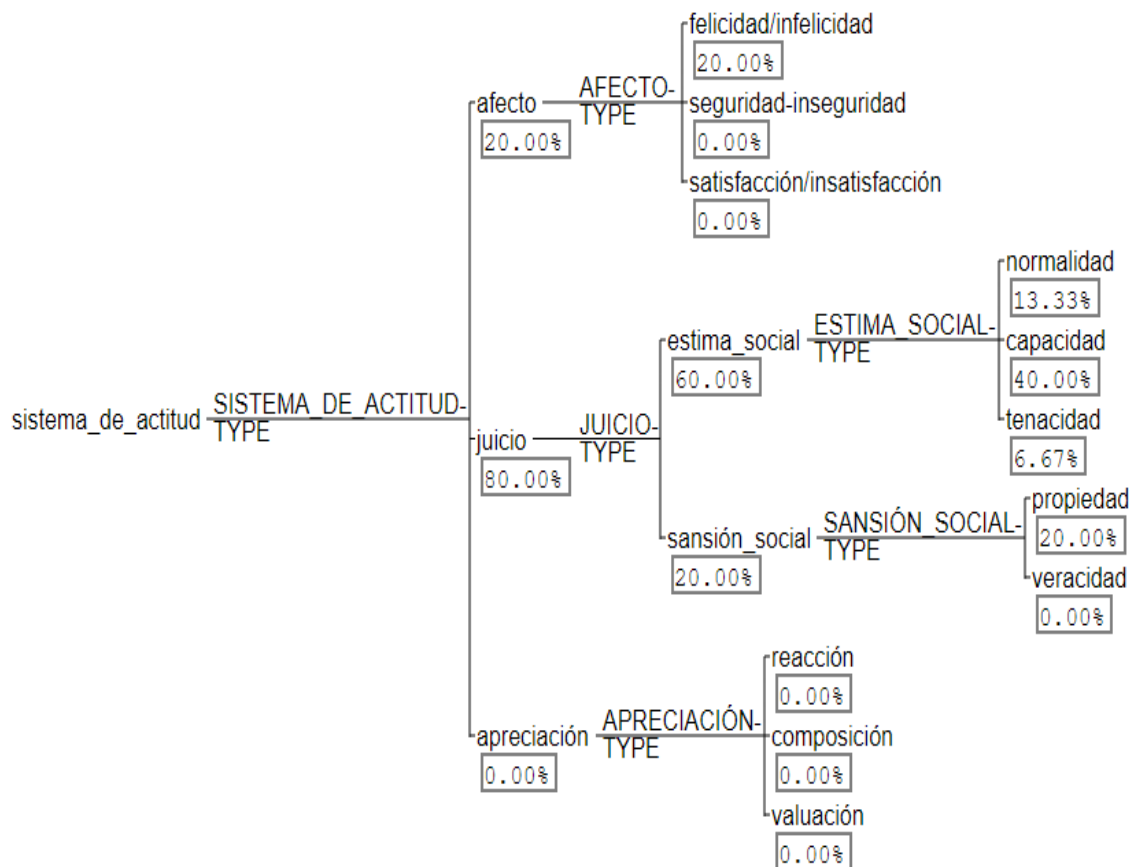 felicidad/infelicidad
20.00%
afecto
AFECTO-
TYPE
seguridad-inseguridad
20.00%
0.00%
satisfacción/insatisfacción
0.00%
normalidad
13.33%
estima_social
ESTIMA_SOCIAL-
TYPE
capacidad
60.00%
40.00%
sistema_de_actitud
SISTEMA_DE_ACTITUD-
TYPE
juicio
JUICIO-
TYPE
tenacidad
80.00%
6.67%
propiedad
sansión_social
SANSIÓN_SOCIAL-
TYPE
20.00%
20.00%
veracidad
0.00%
reacción
0.00%
apreciación
APRECIACIÓN-
TYPE
composición
0.00%
0.00%
valuación
0.00%